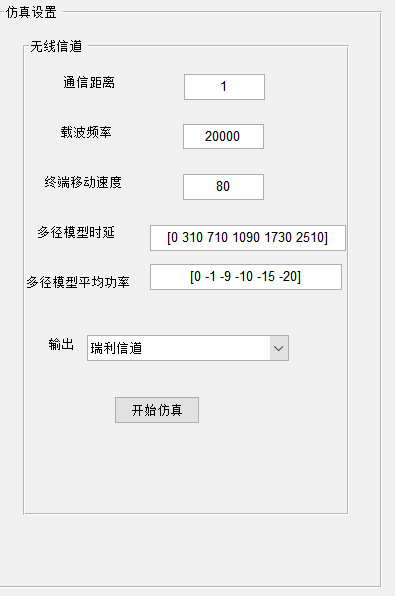 仿真设置
无线信道
通信距离 1
载波频率 20000
终端移动速度 80
多径模型时延 [0 310 710 1090 1730 2510]
多径模型平均功率 [0 -1 -9 -10 -15 -20]
输出 瑞利信道
开始仿真